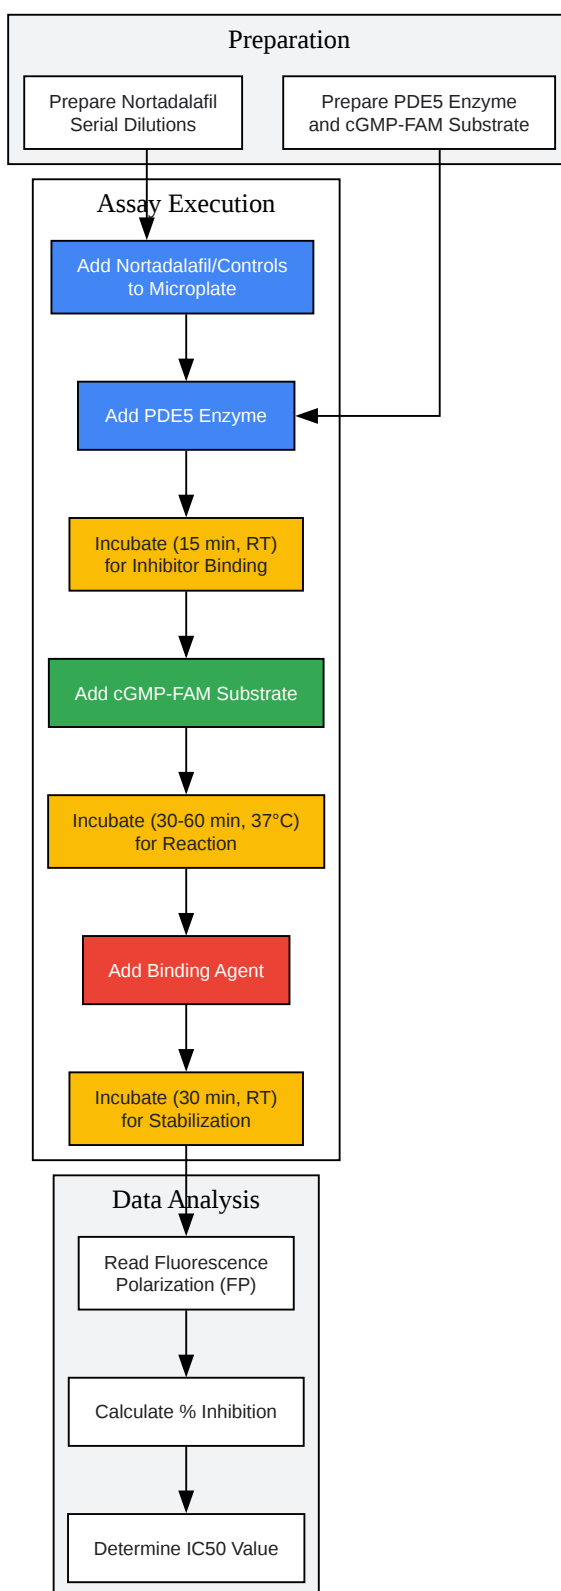 Preparation
Prepare Nortadalafil
Serial Dilutions
Prepare PDE5 Enzyme
and cGMP-FAM Substrate
Assay Execution
Add Nortadalafil/Controls
to Microplate
Add PDE5 Enzyme
Incubate (15 min, RT)
for Inhibitor Binding
Add cGMP-FAM Substrate
Incubate (30-60 min, 37°C)
for Reaction
Add Binding Agent
Incubate (30 min, RT)
for Stabilization
Data Analysis
Read Fluorescence
Polarization (FP)
Calculate % Inhibition
Determine IC50 Value